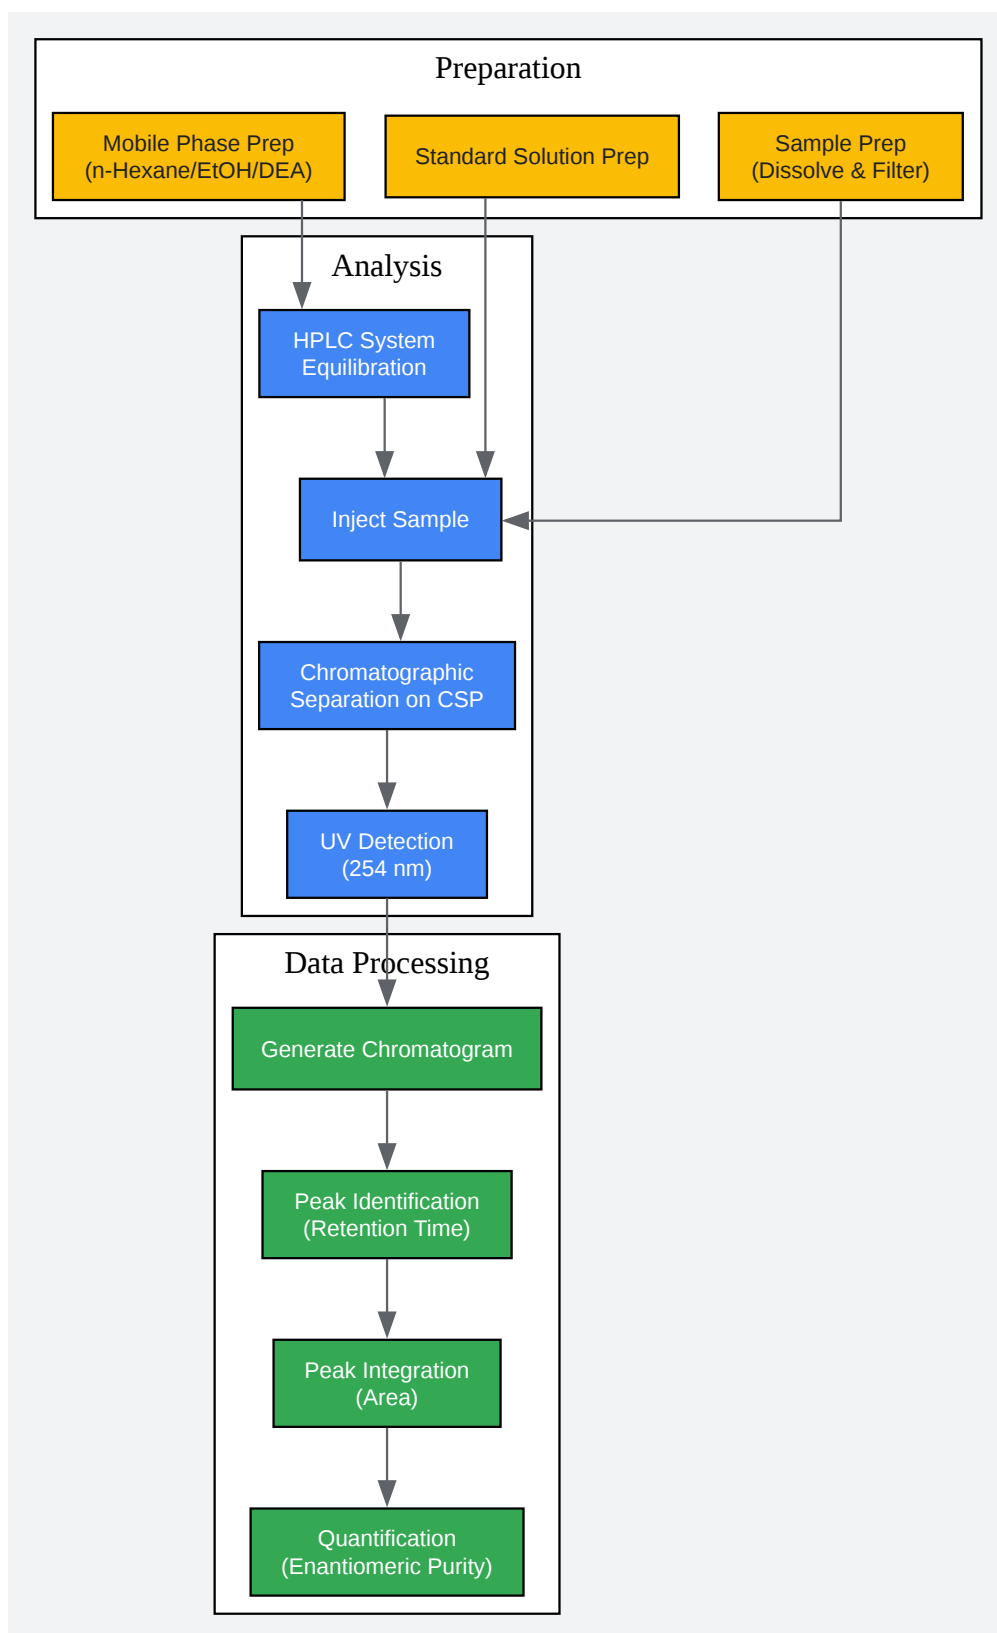 Preparation
Mobile Phase Prep
(n-Hexane/EtOH/DEA)
Standard Solution Prep
Sample Prep
(Dissolve & Filter)
Analysis
HPLC System
Equilibration
Inject Sample
Chromatographic
Separation on CSP
UV Detection
(254 nm)
Data Processing
Generate Chromatogram
Peak Identification
(Retention Time)
Peak Integration
(Area)
Quantification
(Enantiomeric Purity)